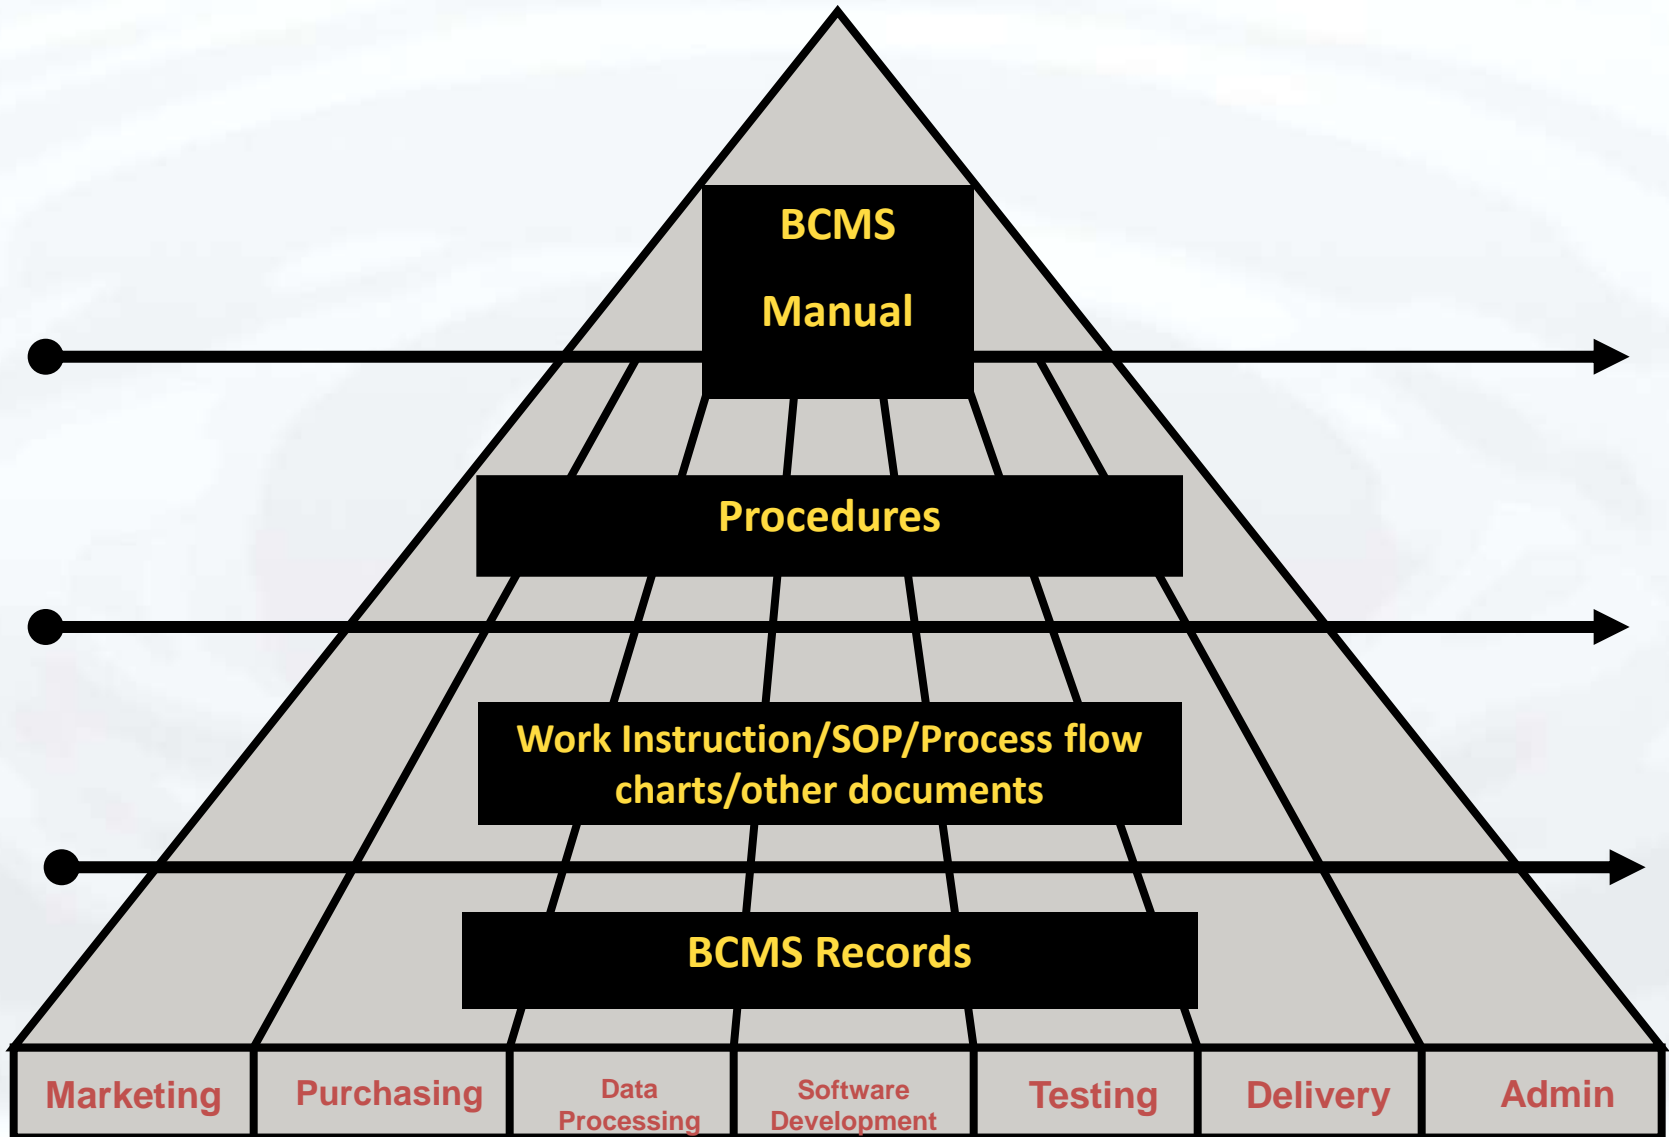 BCMS
Manual
Procedures
Work Instruction/SOP/Process flow
charts/other documents
BCMS Records
Marketing
Purchasing
Data
Processing
Software
Development
Testing
Delivery
Admin